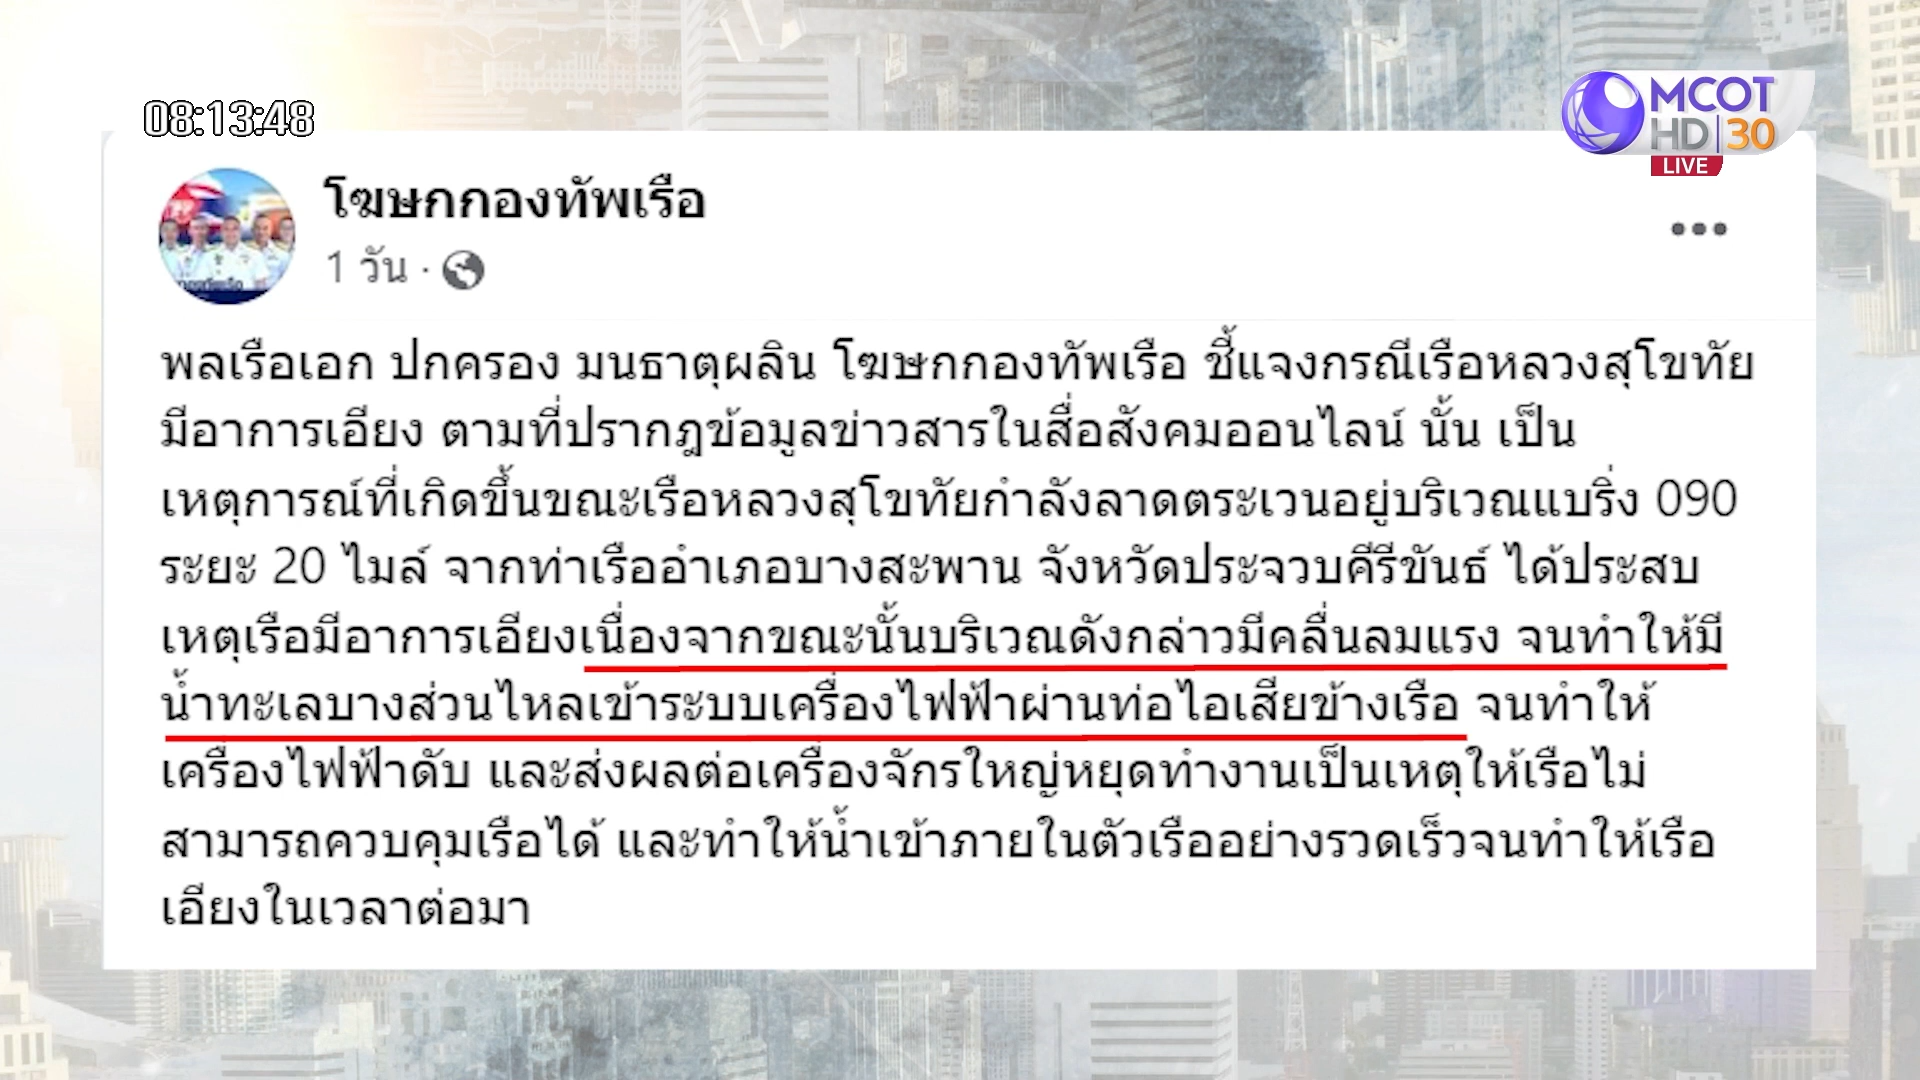 08:13:48
MCOT
HD 30
LIVE
โฆษกกองทัพเรือ
1 วัน ·
พลเรือเอก ปกครอง มนธาตุผลิน โฆษกกองทัพเรือ ชี้แจงกรณีเรือหลวงสุโขทัย
มีอาการเอียง ตามที่ปรากฎข้อมูลข่าวสารในสื่อสังคมออนไลน์ นั้น เป็น
เหตุการณ์ที่เกิดขึ้นขณะเรือหลวงสุโขทัยกำลังลาดตระเวนอยู่บริเวณแบริ่ง 090
ระยะ 20 ไมล์ จากท่าเรืออำเภอบางสะพาน จังหวัดประจวบคีรีขันธ์ ได้ประสบ
เหตุเรือมีอาการเอียงเนื่องจากขณะนั้นบริเวณดังกล่าวมีคลื่นลมแรง จนทำให้มี
น้ำทะเลบางส่วนไหลเข้าระบบเครื่องไฟฟ้าผ่านท่อไอเสียข้างเรือ จนทำให้
เครื่องไฟฟ้าดับ และส่งผลต่อเครื่องจักรใหญ่หยุดทำงานเป็นเหตุให้เรือไม่
สามารถควบคุมเรือได้ และทำให้น้ำเข้าภายในตัวเรืออย่างรวดเร็วจนทำให้เรือ
เอียงในเวลาต่อมา